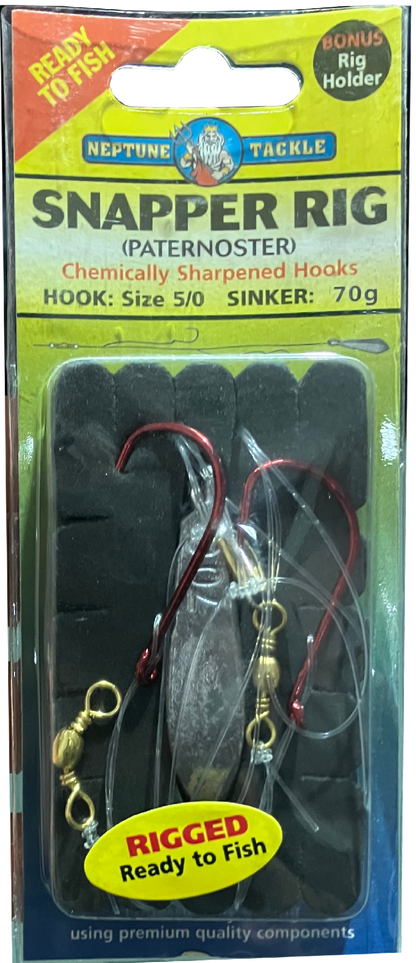 READY
TO FISH
BONUS
Rig
Holder
NEPTUNE TACKLE
SNAPPER RIG
(PATERNOSTER)
Chemically Sharpened Hooks
HOOK: Size 5/0 SINKER: 70g
RIGGED
Ready to Fish
using premium quality components